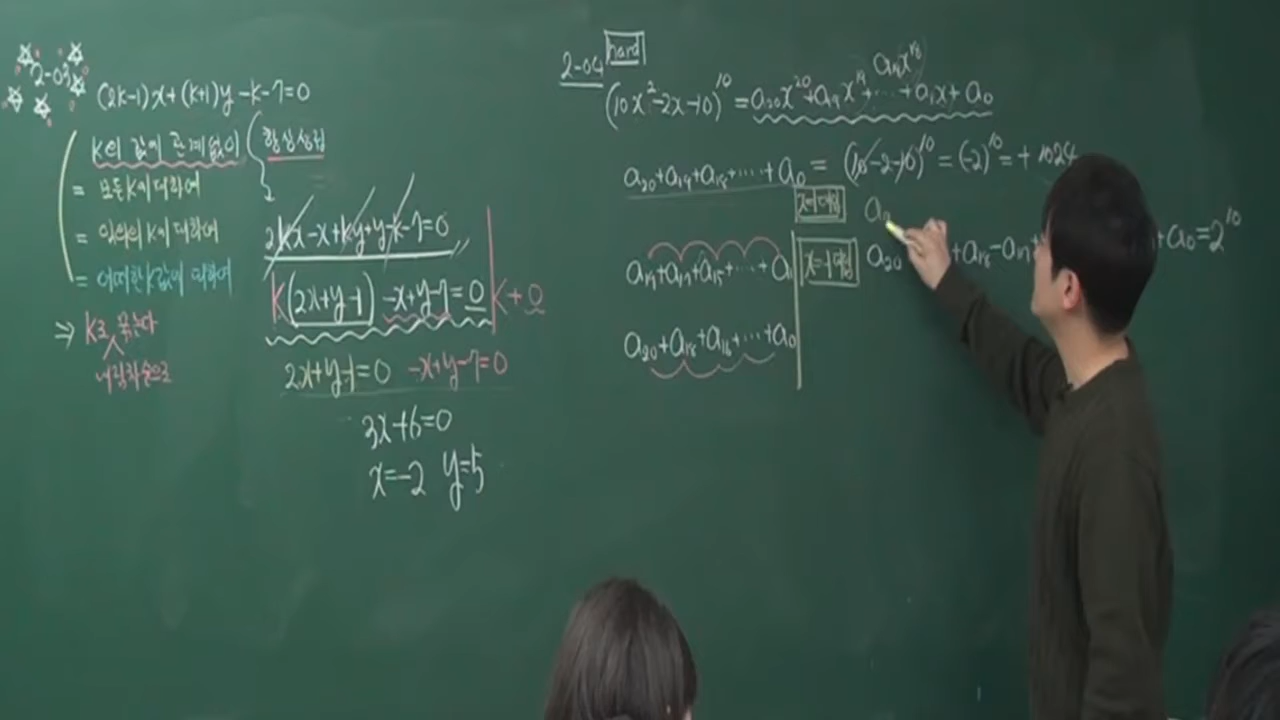 2-03
(2k-1)x+(k+1)y-k-7=0
k의 값에 관계없이
항상성립
= 모든 k에 대하여
= 임의의 k에 대하여
= 어떠한 k값에 대하여
⇒ k로 묶는다
내림차순으로
2kx-x+ky+y-k-7=0
k(2x+y-1)-x+y-7=0
k+0
2x+y-1=0 -x+y-7=0
3x+6=0
x=-2 y=5
2-04 hard
(10x²-2x-10)¹⁰=a₂₀x²⁰+a₁₉x¹⁹+⋯+a₁x+a₀
a₁₈x¹⁸
a₂₀+a₁₉+a₁₈+⋯+a₀=(10-2-10)¹⁰=(-2)¹⁰=+1024
a₁₉+a₁₇+a₁₅+⋯+a₁
a₂₀+a₁₈+a₁₆+⋯+a₀
x=-1 대입
a₂₀ +a₁₈-a₁₇ +a₀=2¹⁰